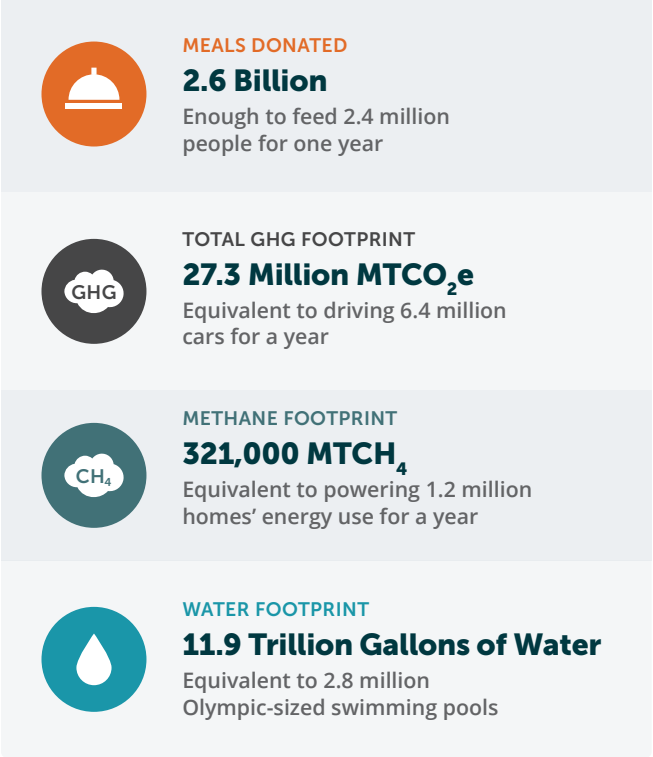 MEALS DONATED
2.6 Billion
Enough to feed 2.4 million
people for one year
GHG
TOTAL GHG FOOTPRINT
27.3 Million MTCO₂e
Equivalent to driving 6.4 million
cars for a year
CH₄
METHANE FOOTPRINT
321,000 MTCH₄
Equivalent to powering 1.2 million
homes’ energy use for a year
WATER FOOTPRINT
11.9 Trillion Gallons of Water
Equivalent to 2.8 million
Olympic-sized swimming pools